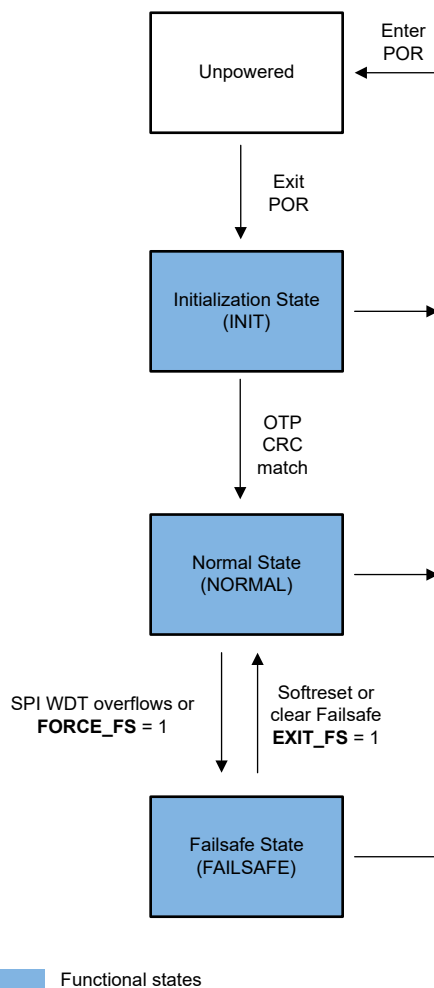 Enter
POR
Unpowered
Exit
POR
Initialization State
(INIT)
OTP
CRC
match
Normal State
(NORMAL)
SPI WDT overflows or
FORCE_FS = 1
Softreset or
clear Failsafe
EXIT_FS = 1
Failsafe State
(FAILSAFE)
Functional states